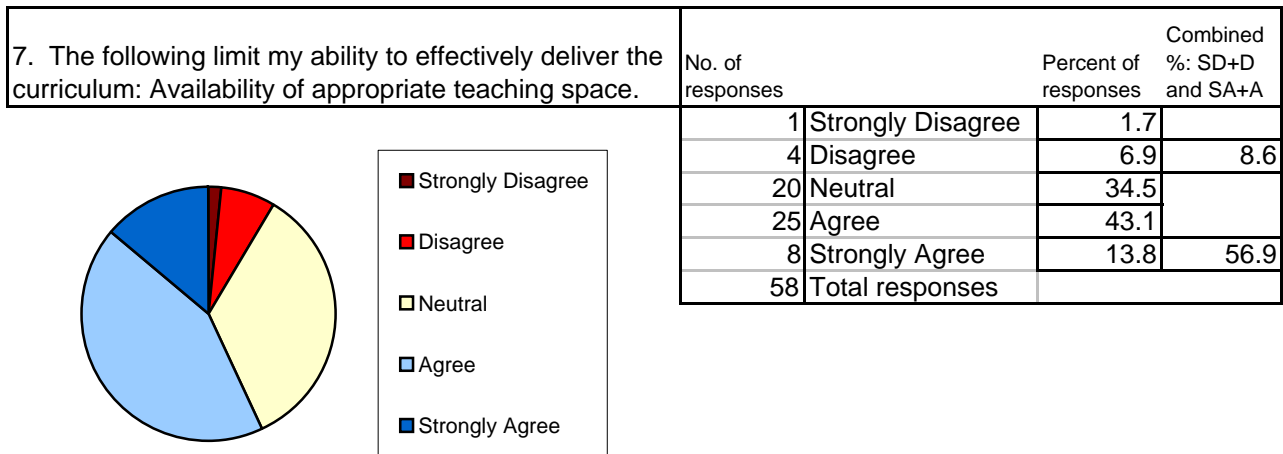 7. The following limit my ability to effectively deliver the
curriculum: Availability of appropriate teaching space.
No. of
responses
Percent of
responses
Combined
%: SD+D
and SA+A
1 Strongly Disagree 1.7
4 Disagree 6.9 8.6
20 Neutral 34.5
25 Agree 43.1
8 Strongly Agree 13.8 56.9
58 Total responses
Strongly Disagree
Disagree
Neutral
Agree
Strongly Agree